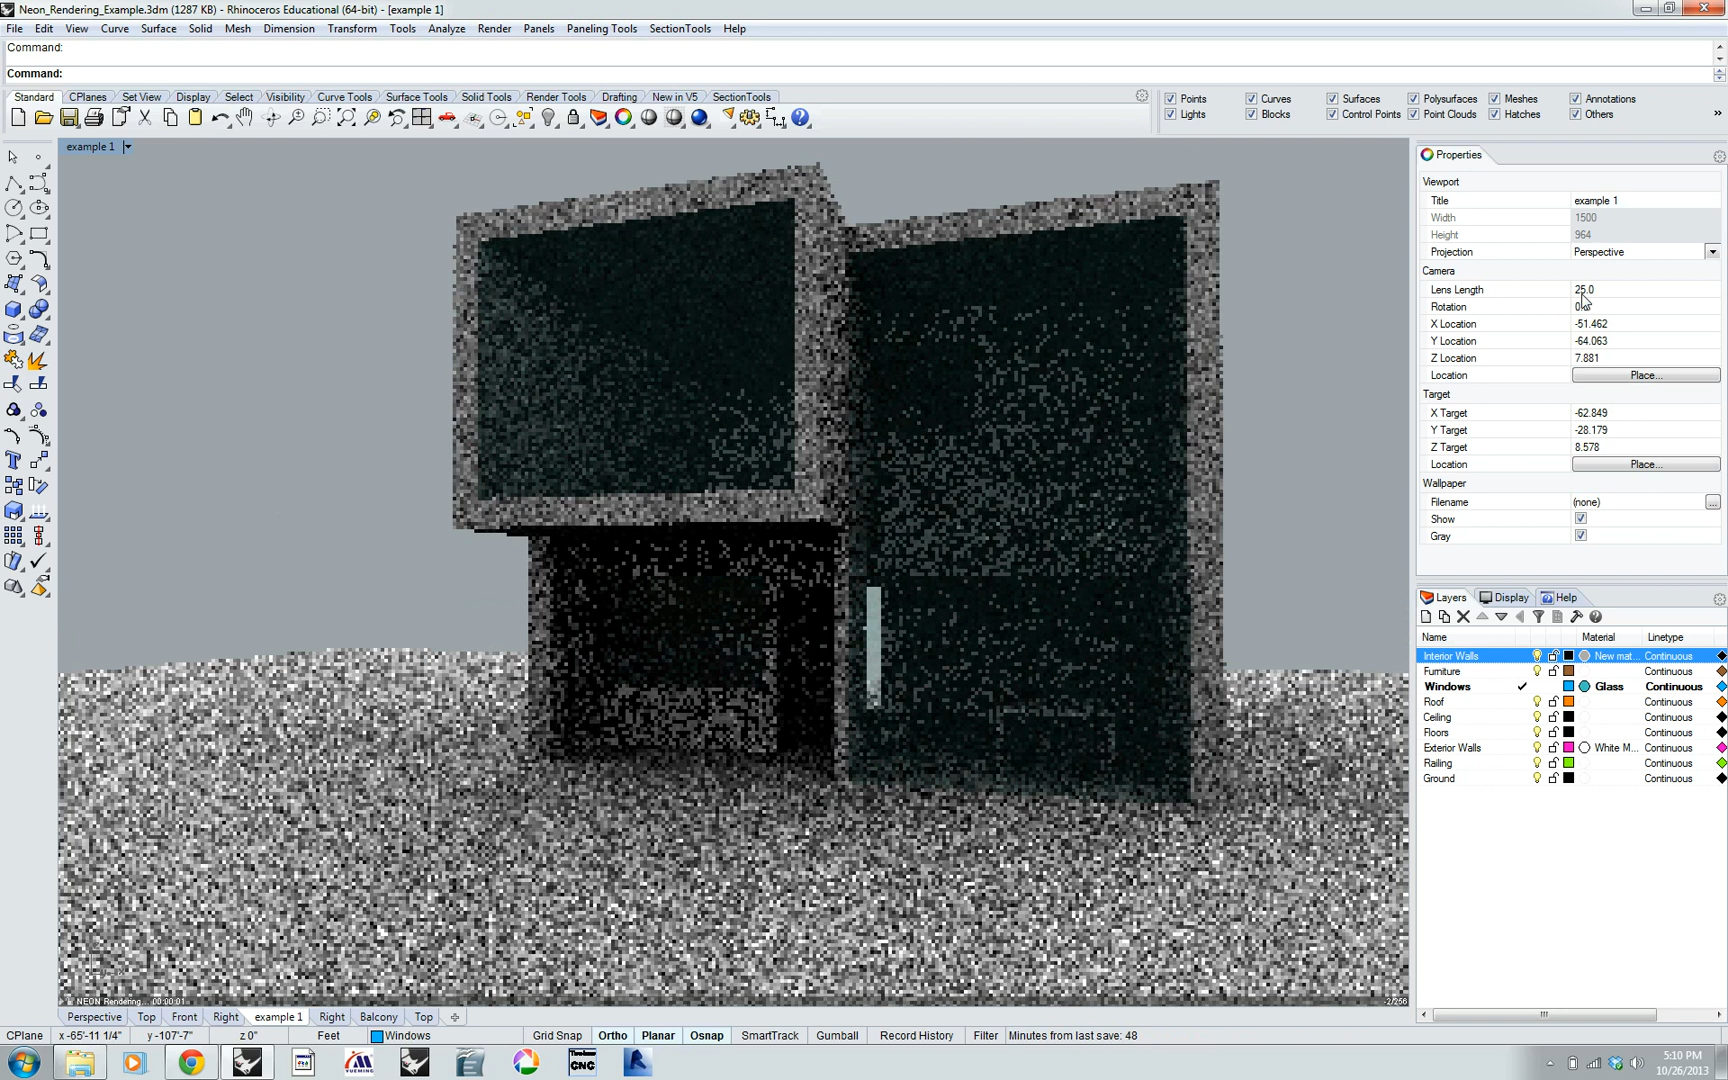 Neon_Rendering_Example.3dm (1287 KB) - Rhinoceros Educational (64-bit) - [example 1]
File Edit View Curve Surface Solid Mesh Dimension Transform Tools Analyze Render Panels Paneling Tools SectionTools Help
Command:
Command:
Standard CPlanes Set View Display Select Visibility Curve Tools Surface Tools Solid Tools Render Tools Drafting New in V5 SectionTools
Points Curves Surfaces Polysurfaces Meshes Annotations
Lights Blocks Control Points Point Clouds Hatches Others
example 1
Properties
Viewport
Title example 1
Width 1500
Height 964
Projection Perspective
Camera
Lens Length 25.0
Rotation
X Location -51.462
Y Location -64.063
Z Location 7.881
Location Place...
Target
X Target -62.849
Y Target -28.179
Z Target 8.578
Location Place...
Wallpaper
Filename (none) ...
Show
Gray
Layers Display Help
Name Material Linetype
Interior Walls New mat... Continuous
Furniture Continuous
Windows Glass Continuous
Roof Continuous
Ceiling Continuous
Floors Continuous
Exterior Walls White M... Continuous
Railing Continuous
Ground Continuous
NEON Rendering... 00:00:01
-2/256
Perspective Top Front Right example 1 Right Balcony Top
CPlane x -65'-11 1/4" y -107'-7" z 0" Feet Windows Grid Snap Ortho Planar Osnap SmartTrack Gumball Record History Filter Minutes from last save: 48
CNC
5:10 PM
10/26/2013